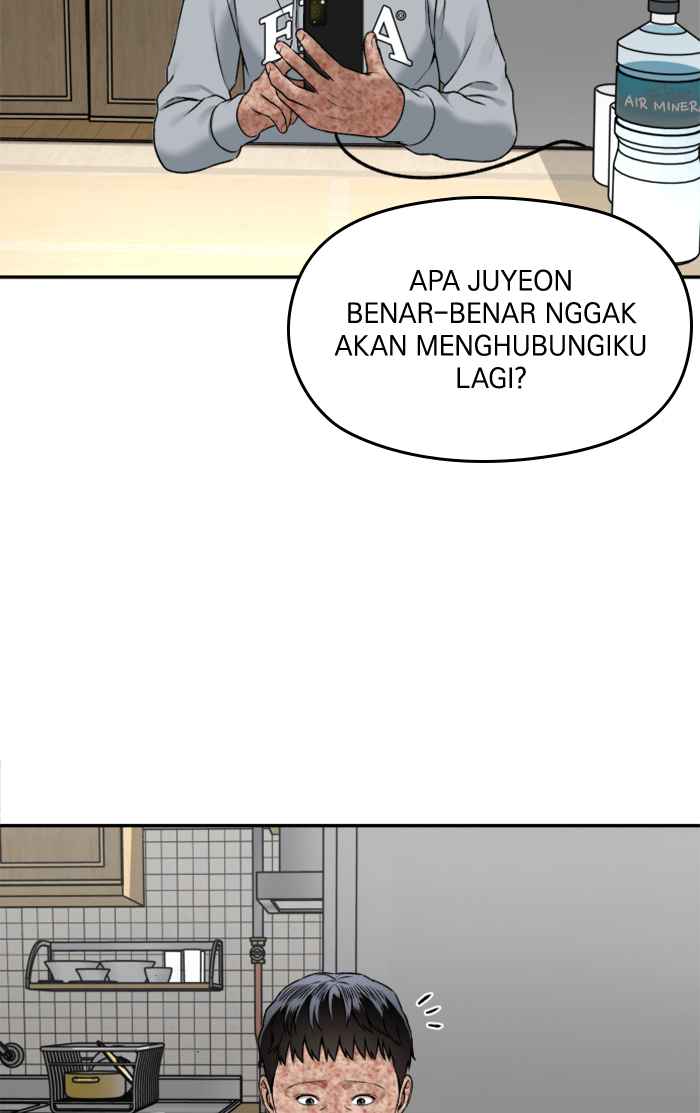 AIR MINER
APA JUYEON
BENAR-BENAR NGGAK
AKAN MENGHUBUNGIKU
LAGI?